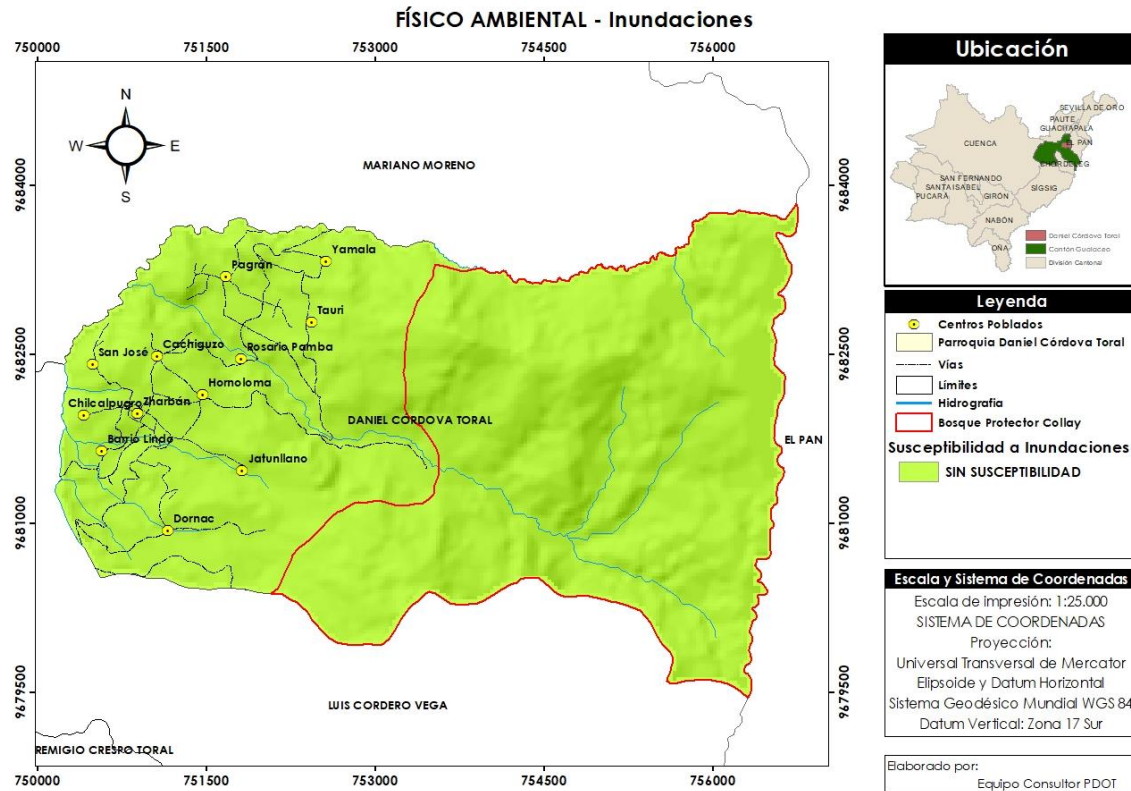 FÍSICO AMBIENTAL - Inundaciones
750000 751500 753000 754500 756000
N
W E
S
MARIANO MORENO
9684000 9684000
Yamala
Pagrán
Tauri
San José Cachiguzo Rosario Pamba
9682500 9682500
Hornoloma
Chilcalpugro Zharbán
DANIEL CÓRDOVA TORAL
EL PAN
Barrio Lindo
Jatunllano
Dornac
9681000 9681000
9679500 9679500
LUIS CORDERO VEGA
REMIGIO CRESPO TORAL
750000 751500 753000 754500 756000
Ubicación
SEVILLA DE ORO
PAUTE
GUACHAPALA
CUENCA
EL PAN
CHORDELEG
SAN FERNANDO
SANTA ISABEL
SÍGSIG
PUCARÁ
GIRÓN
NABÓN
OÑA
Daniel Córdova Toral
Cantón Gualaceo
División Cantonal
Leyenda
Centros Poblados
Parroquia Daniel Córdova Toral
Vías
Límites
Hidrografía
Bosque Protector Collay
Susceptibilidad a Inundaciones
SIN SUSCEPTIBILIDAD
Escala y Sistema de Coordenadas
Escala de impresión: 1:25.000
SISTEMA DE COORDENADAS
Proyección:
Universal Transversal de Mercator
Elipsoide y Datum Horizontal
Sistema Geodésico Mundial WGS 84
Datum Vertical: Zona 17 Sur
Elaborado por:
Equipo Consultor PDOT